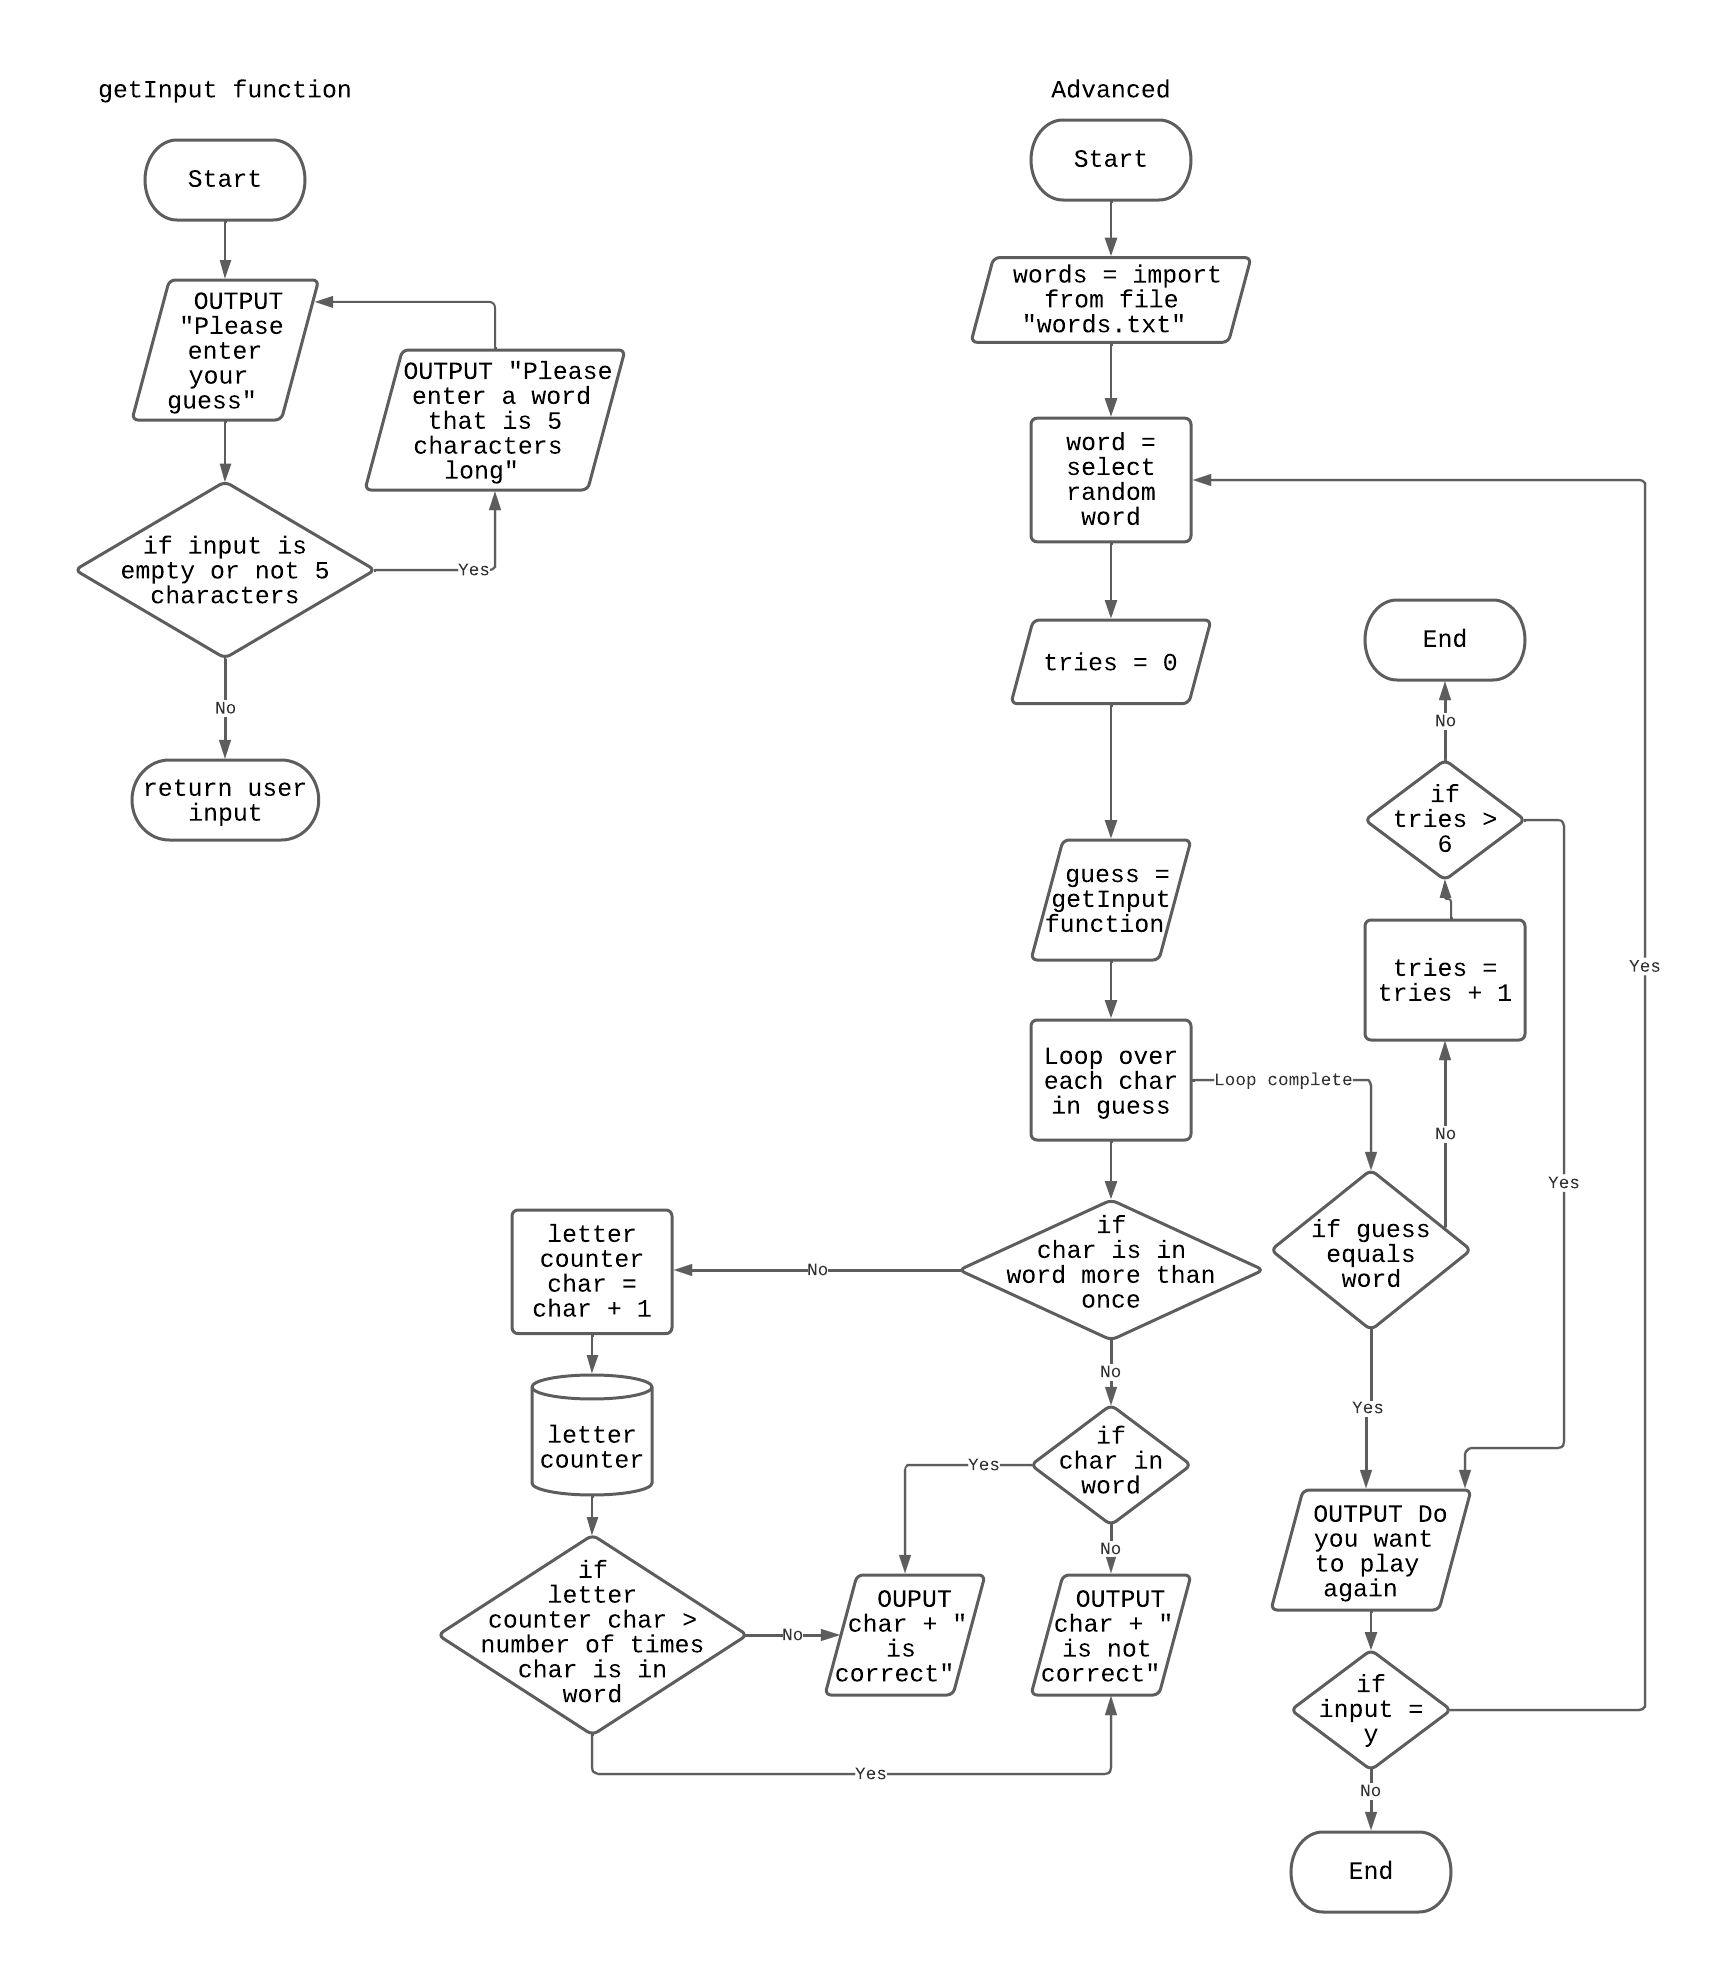 getInput function
Start
OUTPUT
"Please
enter
your
guess"
OUTPUT "Please
enter a word
that is 5
characters
long"
if input is
empty or not 5
characters
Yes
No
return user
input
Advanced
Start
words = import
from file
"words.txt"
word =
select
random
word
tries = 0
guess =
getInput
function
Loop over
each char
in guess
Loop complete
if
char is in
word more than
once
No
letter
counter
char =
char + 1
letter
counter
if
letter
counter char >
number of times
char is in
word
No
Yes
No
if
char in
word
Yes
No
OUPUT
char + "
is
correct"
OUTPUT
char + "
is not
correct"
if guess
equals
word
No
tries =
tries + 1
if
tries >
6
No
End
Yes
Yes
OUTPUT Do
you want
to play
again
if
input =
y
Yes
No
End